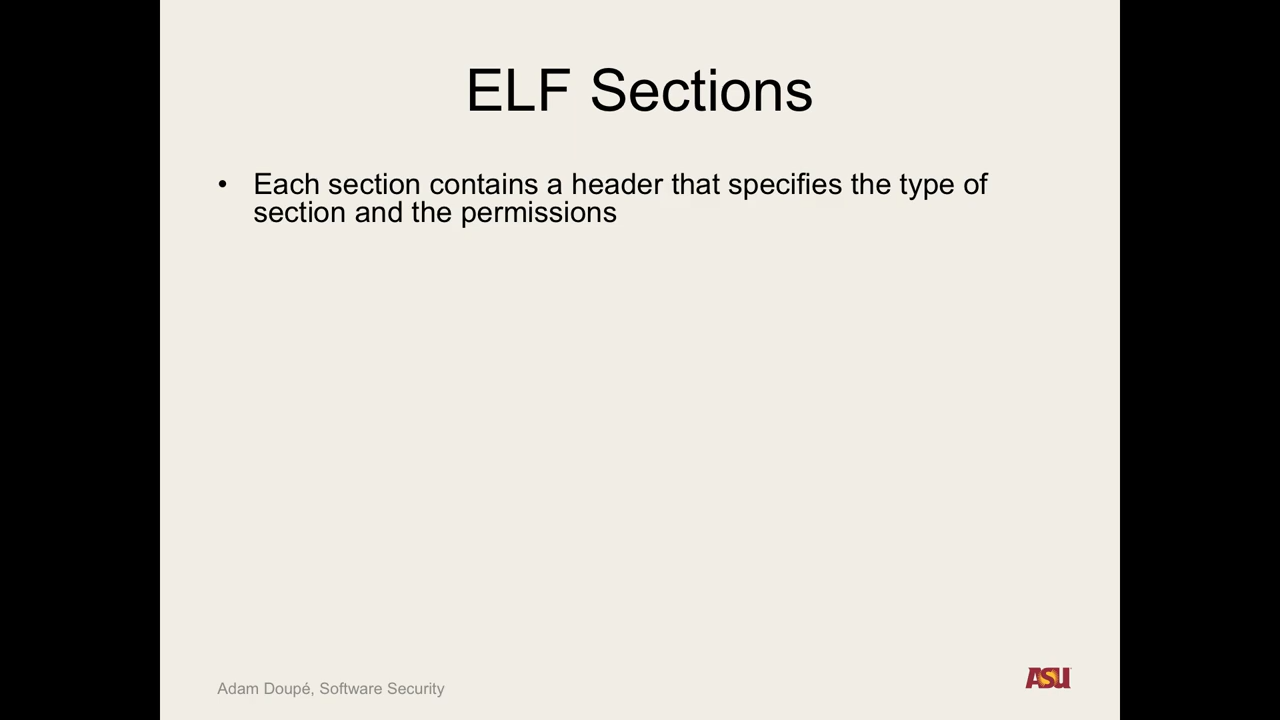 ELF Sections
• Each section contains a header that specifies the type of
section and the permissions
Adam Doupé, Software Security
ASU